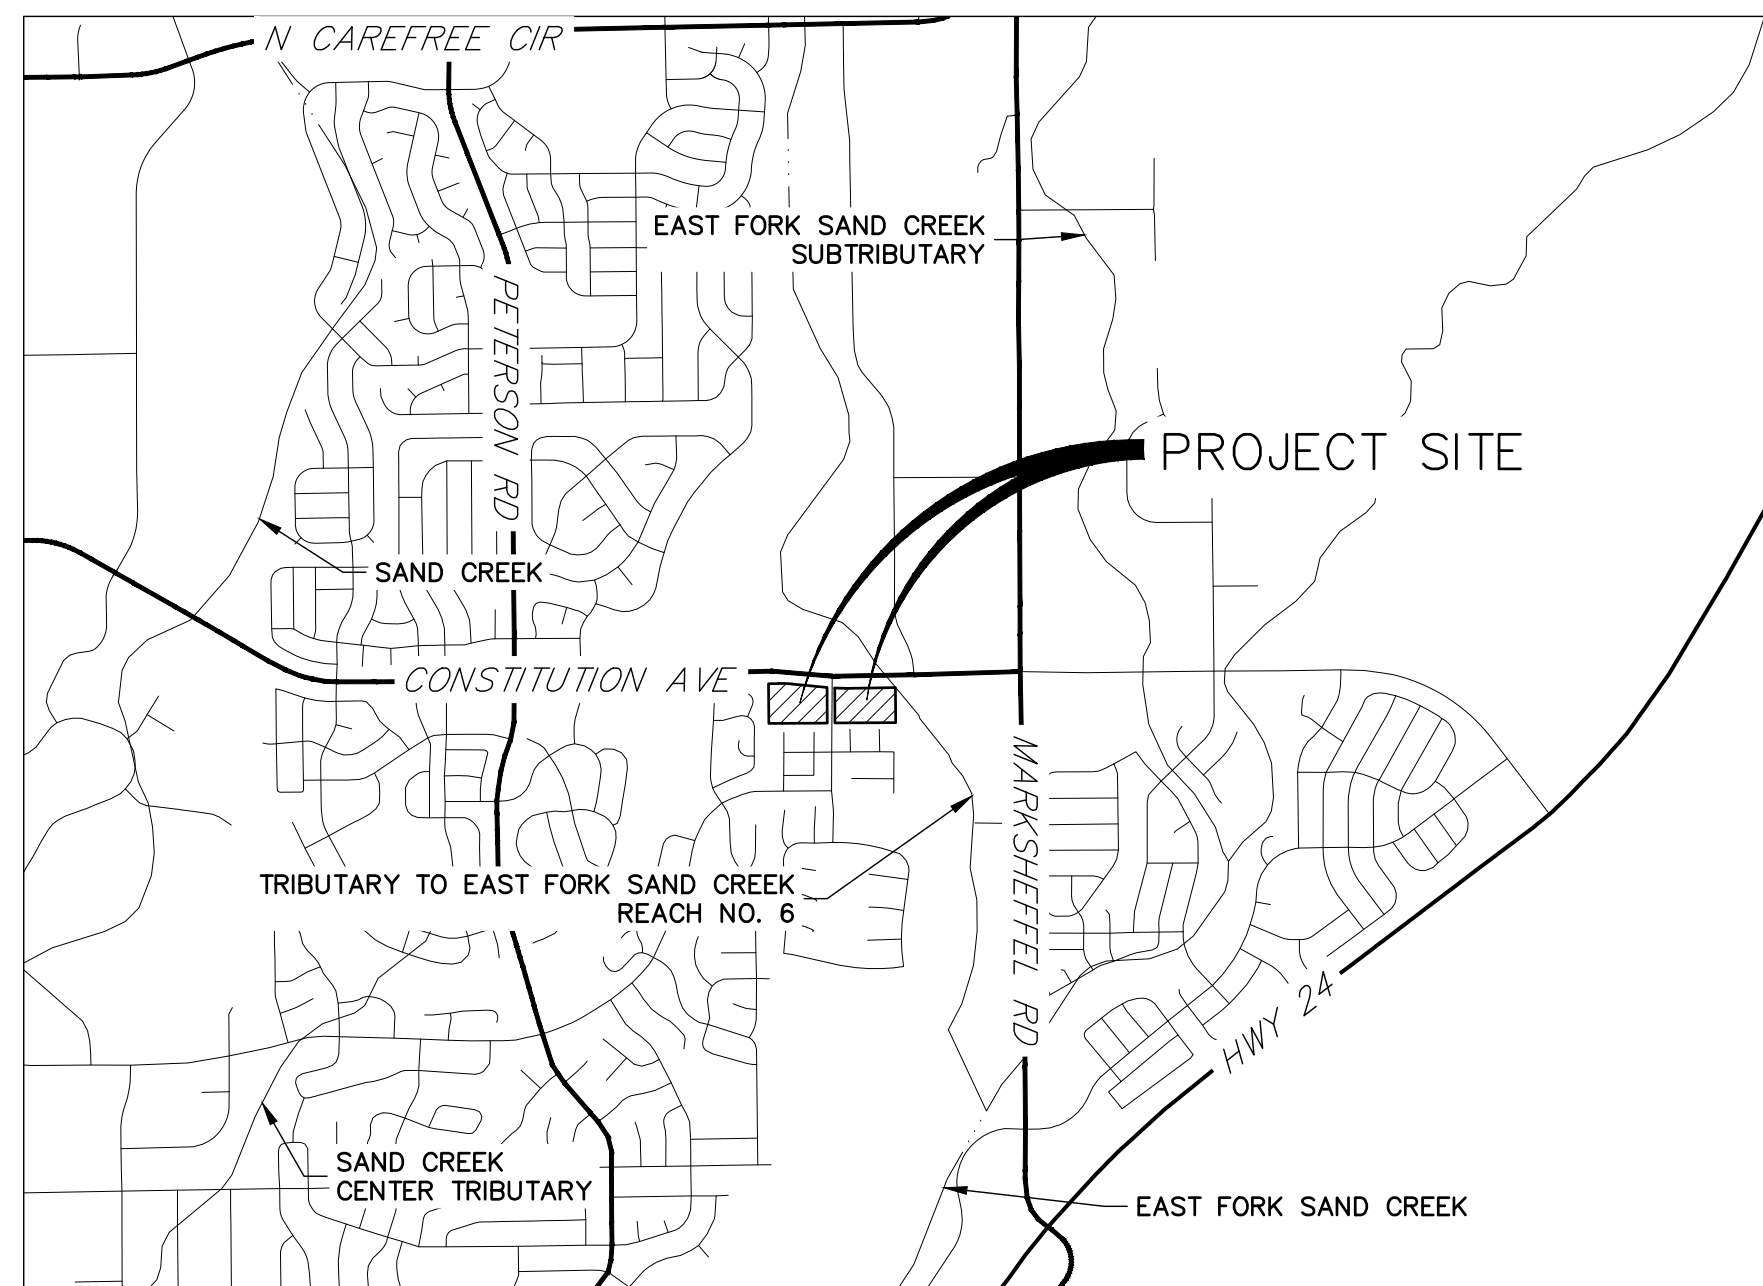 N CAREFREE CIR
EAST FORK SAND CREEK
SUBTRIBUTARY
PETERSON RD
PROJECT SITE
SAND CREEK
CONSTITUTION AVE
MARKSHEFFEL RD
TRIBUTARY TO EAST FORK SAND CREEK
REACH NO. 6
HWY 24
SAND CREEK
CENTER TRIBUTARY
EAST FORK SAND CREEK